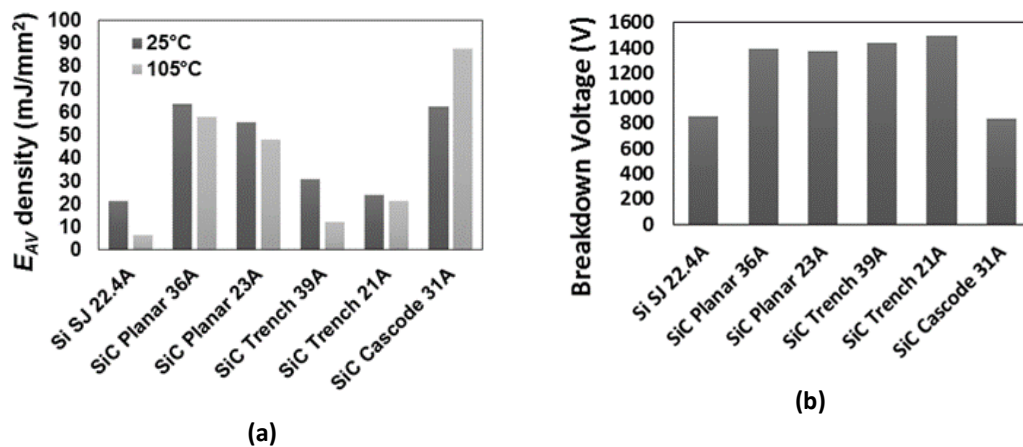 100
90
80
70
60
50
40
30
20
10
0
E_AV density (mJ/mm²)
25°C
105°C
Si SJ 22.4A
SiC Planar 36A
SiC Planar 23A
SiC Trench 39A
SiC Trench 21A
SiC Cascode 31A
(a)
1600
1400
1200
1000
800
600
400
200
0
Breakdown Voltage (V)
Si SJ 22.4A
SiC Planar 36A
SiC Planar 23A
SiC Trench 39A
SiC Trench 21A
SiC Cascode 31A
(b)